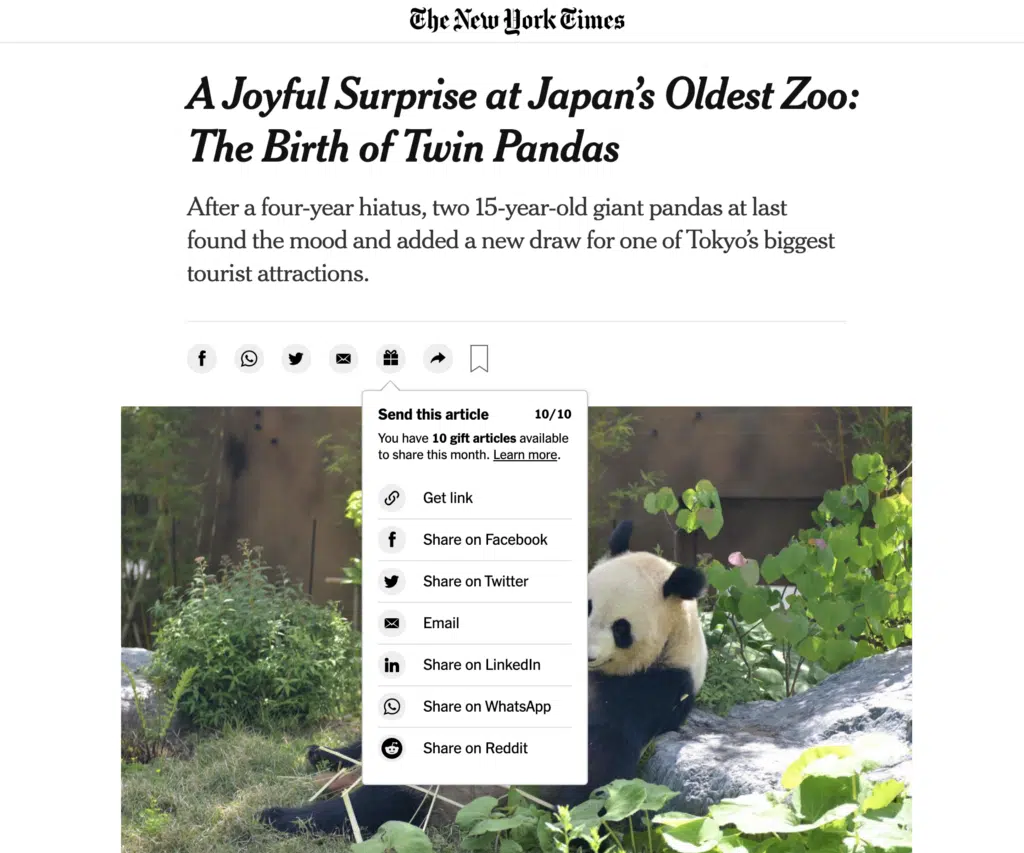 The New York Times
A Joyful Surprise at Japan’s Oldest Zoo:
The Birth of Twin Pandas
After a four-year hiatus, two 15-year-old giant pandas at last
found the mood and added a new draw for one of Tokyo’s biggest
tourist attractions.
Send this article 10/10
You have 10 gift articles available
to share this month. Learn more.
Get link
Share on Facebook
Share on Twitter
Email
Share on LinkedIn
Share on WhatsApp
Share on Reddit